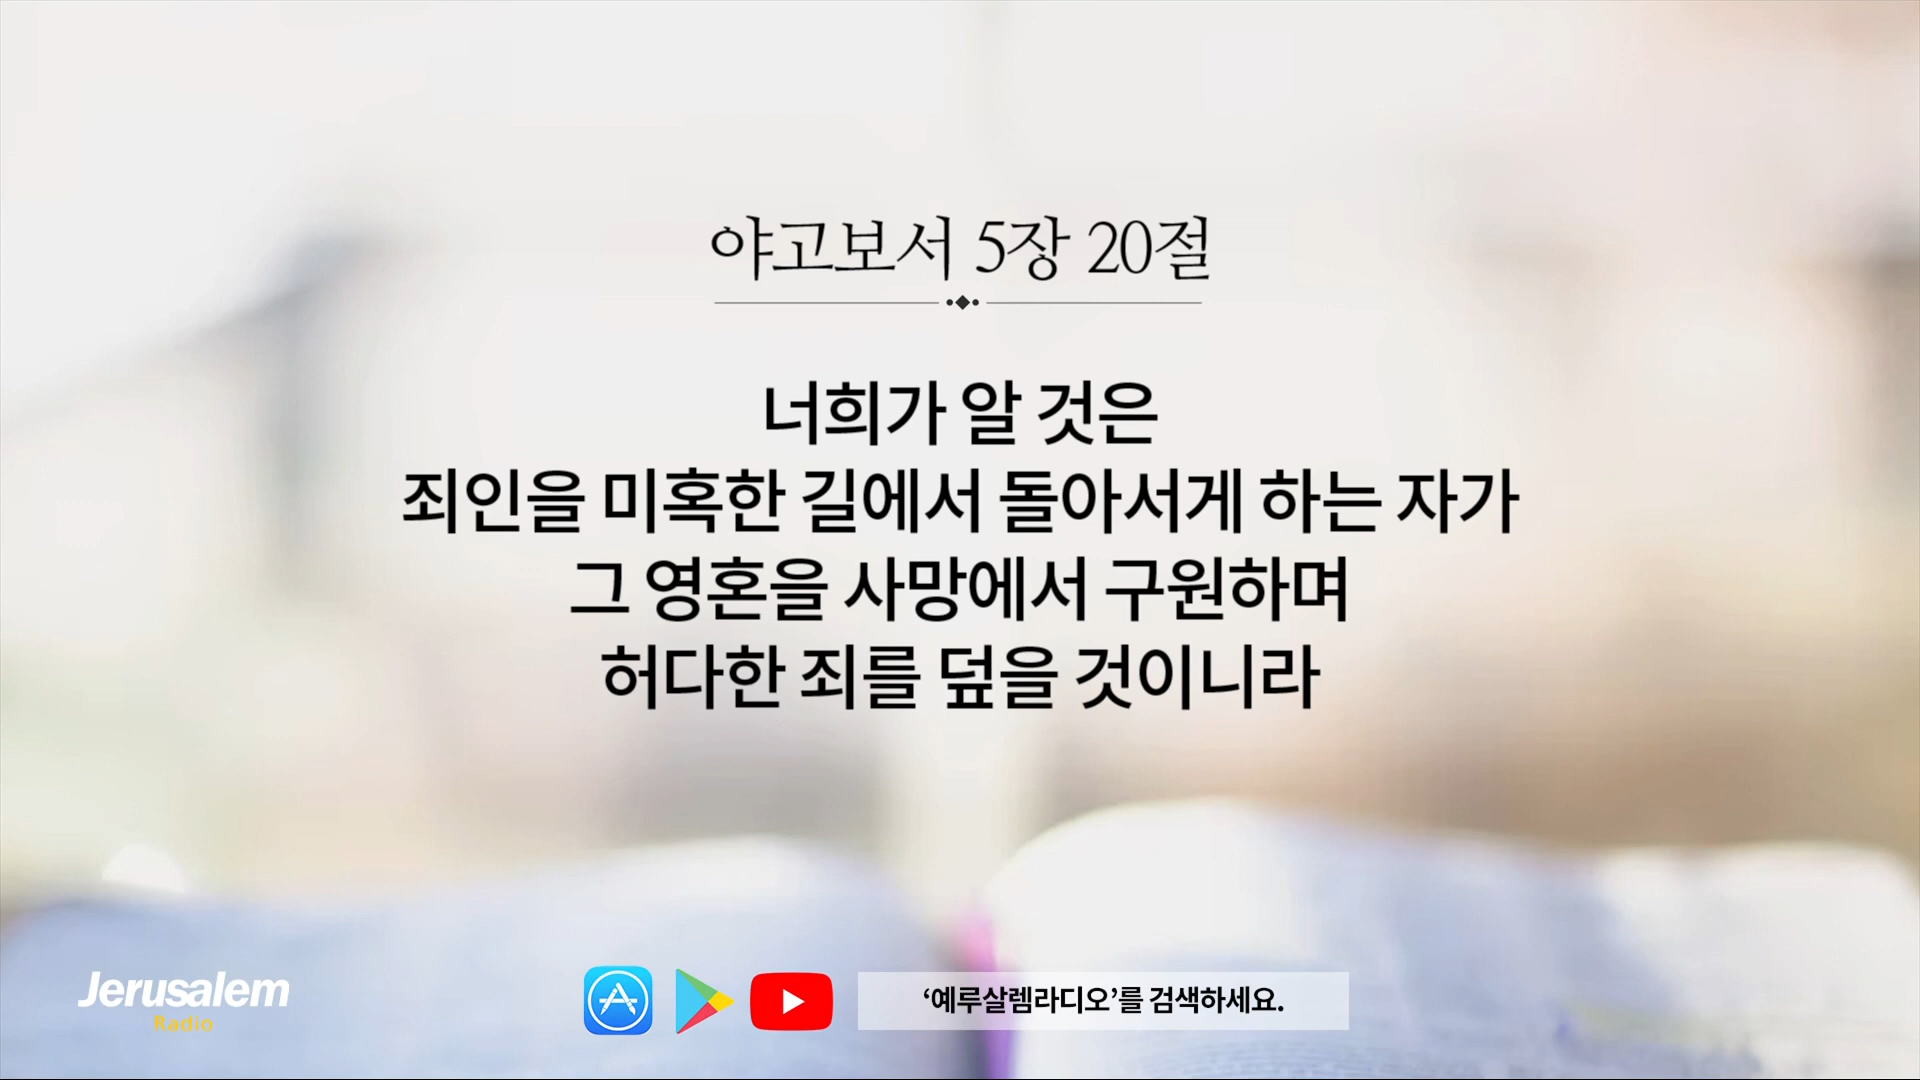 야고보서 5장 20절
너희가 알 것은
죄인을 미혹한 길에서 돌아서게 하는 자가
그 영혼을 사망에서 구원하며
허다한 죄를 덮을 것이니라
Jerusalem
Radio
‘예루살렘라디오’를 검색하세요.